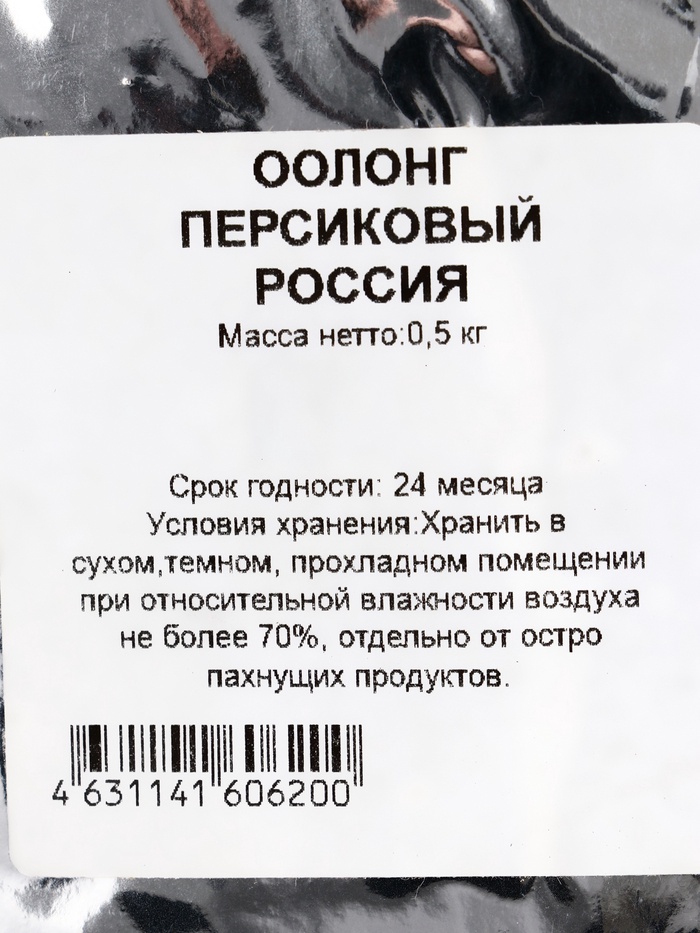 ООЛОНГ
ПЕРСИКОВЫЙ
РОССИЯ
Масса нетто:0,5 кг
Срок годности: 24 месяца
Условия хранения:Хранить в
сухом,темном, прохладном помещении
при относительной влажности воздуха
не более 70%, отдельно от остро
пахнущих продуктов.
4 631141 606200